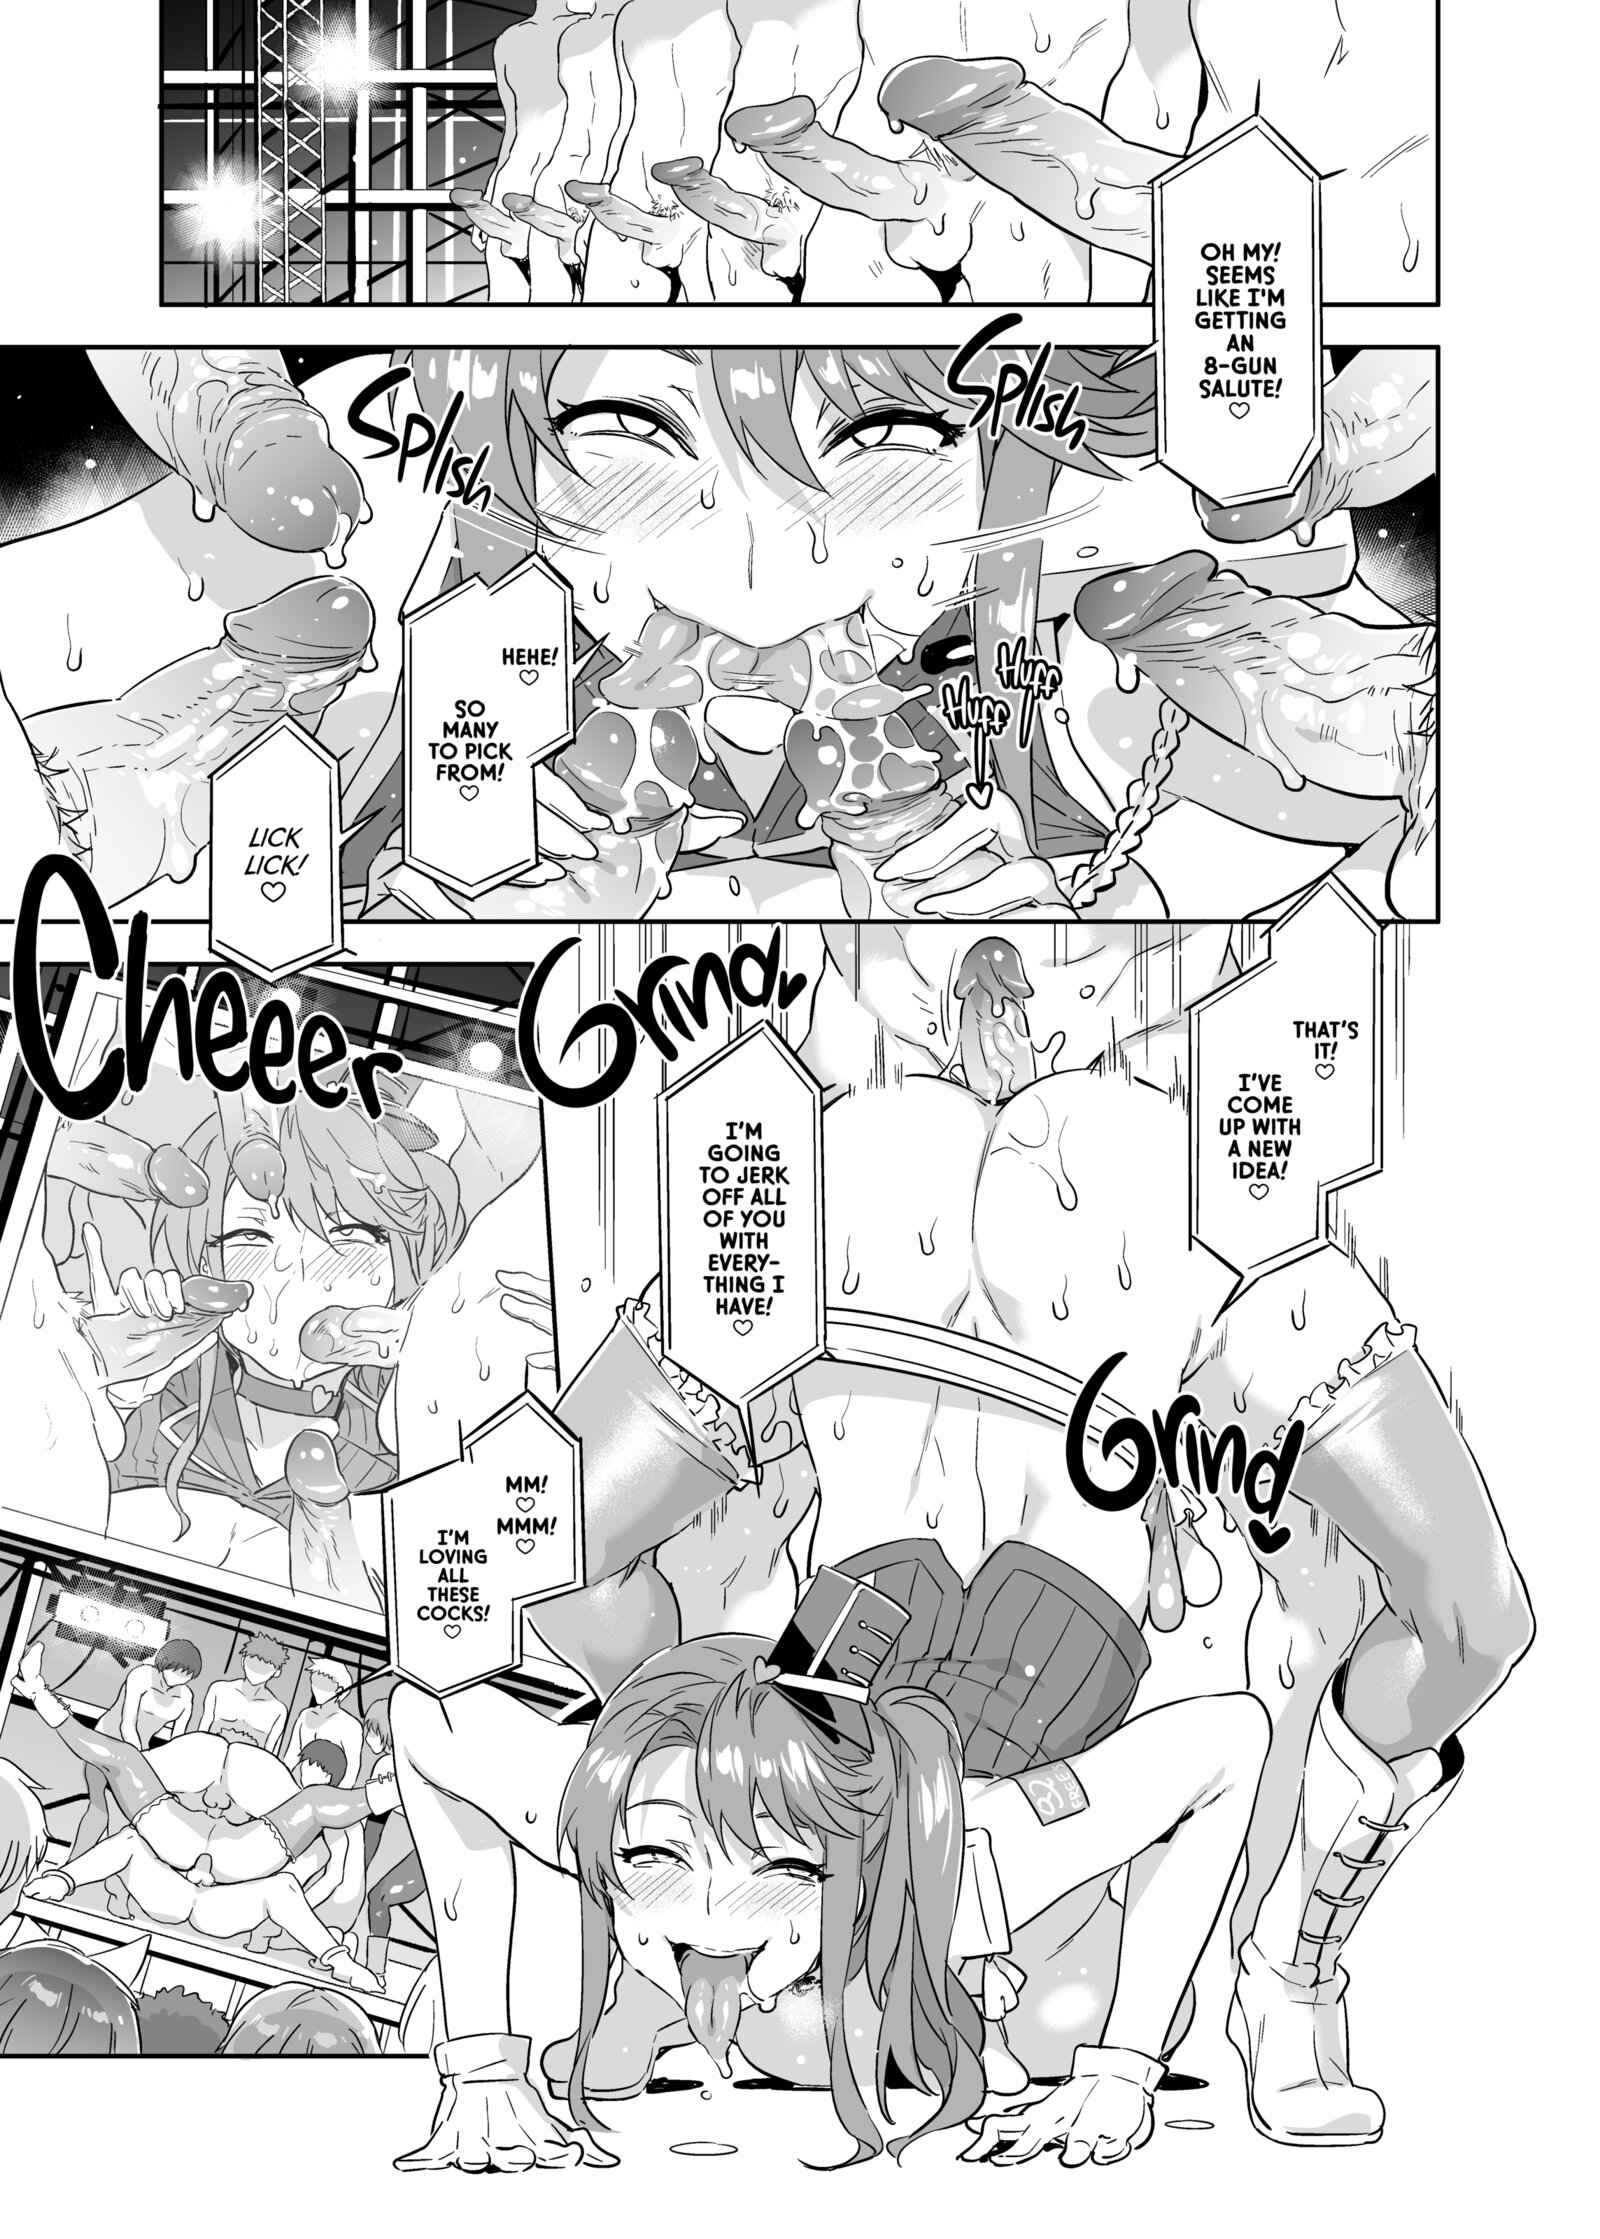 OH MY!
SEEMS
LIKE I'M
GETTING
AN
8-GUN
SALUTE!
♡
SPLISH
SPLISH
HEHE!
♡
SO
MANY
TO PICK
FROM!
♡
HUFF
HUFF
LICK
LICK!
♡
THAT'S
IT!
♡
I'VE
COME
UP WITH
A NEW
IDEA!
♡
GRIND
I'M
GOING
TO JERK
OFF ALL
OF YOU
WITH
EVERY-
THING I
HAVE!
♡
GRIND
CHEEER
MM!
♡
MMM!
♡
I'M
LOVING
ALL
THESE
COCKS!
♡
FREE